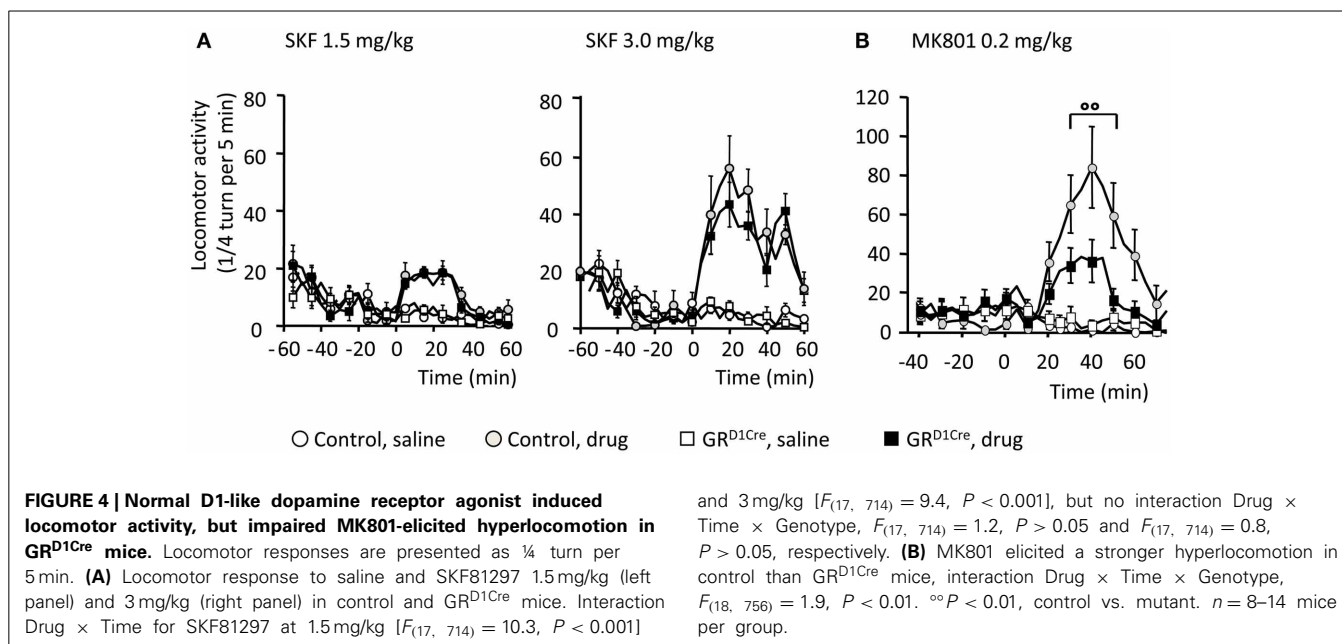 A SKF 1.5 mg/kg SKF 3.0 mg/kg B MK801 0.2 mg/kg
Locomotor activity
(1/4 turn per 5 min)
80
60
40
20
0
-60 -40 -20 0 20 40 60
Time (min)
80
60
40
20
0
-60 -40 -20 0 20 40 60
Time (min)
120
100
80
60
40
20
0
-40 -20 0 20 40 60
Time (min)
°°
Control, saline Control, drug GRD1Cre, saline GRD1Cre, drug
FIGURE 4 | Normal D1-like dopamine receptor agonist induced
locomotor activity, but impaired MK801-elicited hyperlocomotion in
GRD1Cre mice. Locomotor responses are presented as ¼ turn per
5 min. (A) Locomotor response to saline and SKF81297 1.5 mg/kg (left
panel) and 3 mg/kg (right panel) in control and GRD1Cre mice. Interaction
Drug × Time for SKF81297 at 1.5 mg/kg [F(17, 714) = 10.3, P < 0.001]
and 3 mg/kg [F(17, 714) = 9.4, P < 0.001], but no interaction Drug ×
Time × Genotype, F(17, 714) = 1.2, P > 0.05 and F(17, 714) = 0.8,
P > 0.05, respectively. (B) MK801 elicited a stronger hyperlocomotion in
control than GRD1Cre mice, interaction Drug × Time × Genotype,
F(18, 756) = 1.9, P < 0.01. °°P < 0.01, control vs. mutant. n = 8–14 mice
per group.